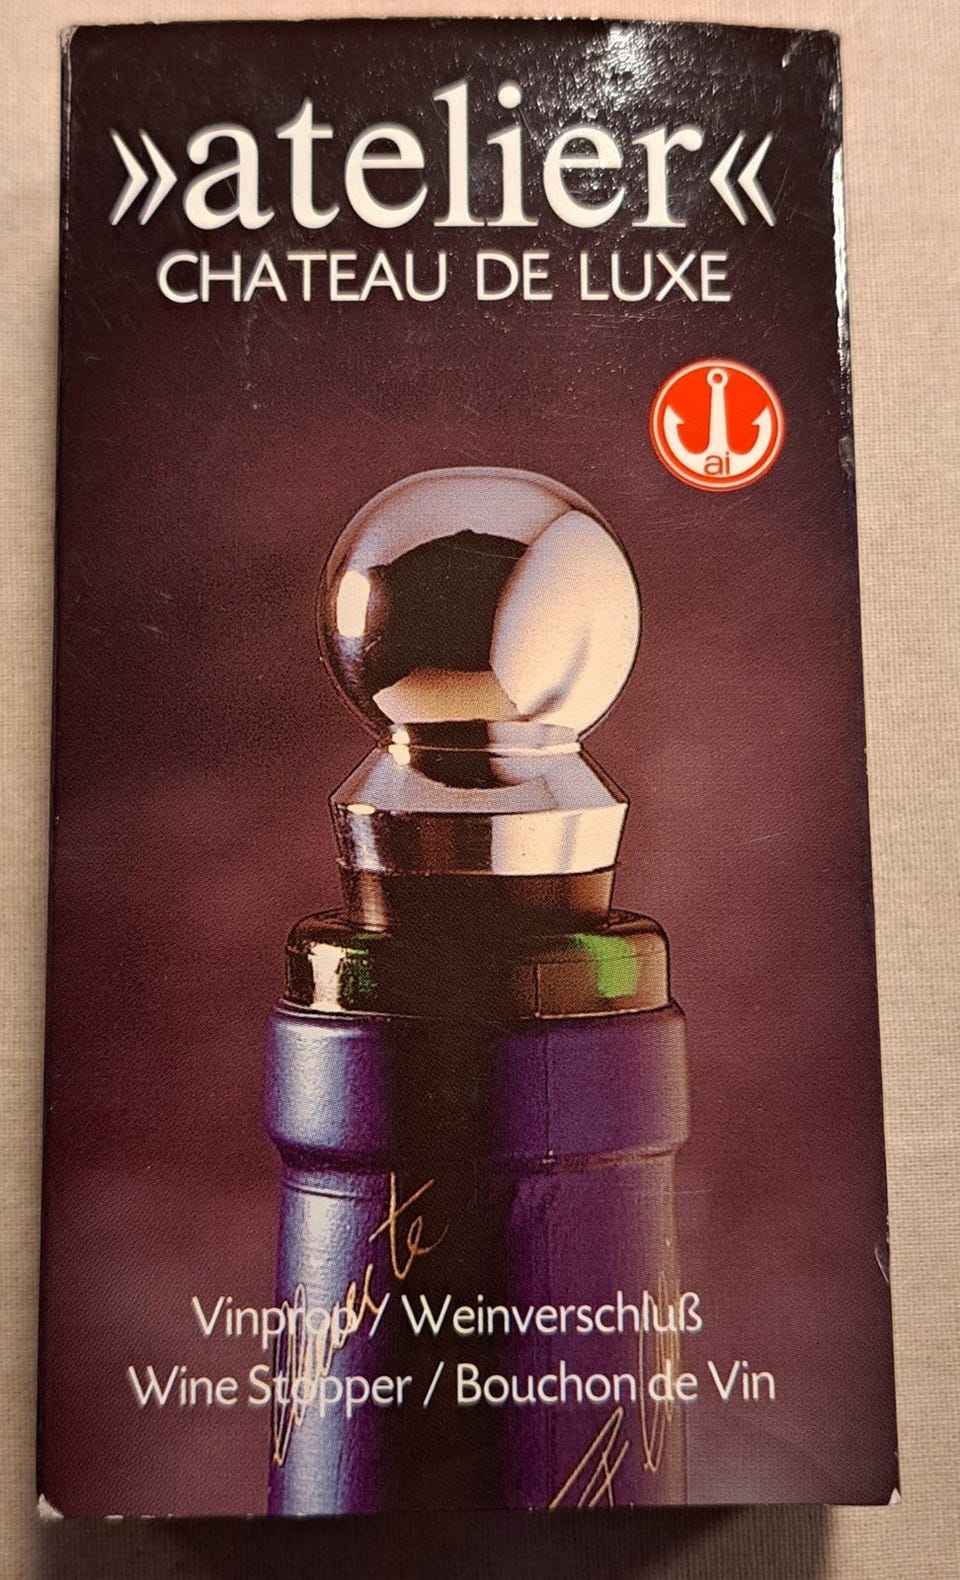 »atelier«
CHATEAU DE LUXE
ai
Vinprop / Weinverschluß
Wine Stopper / Bouchon de Vin